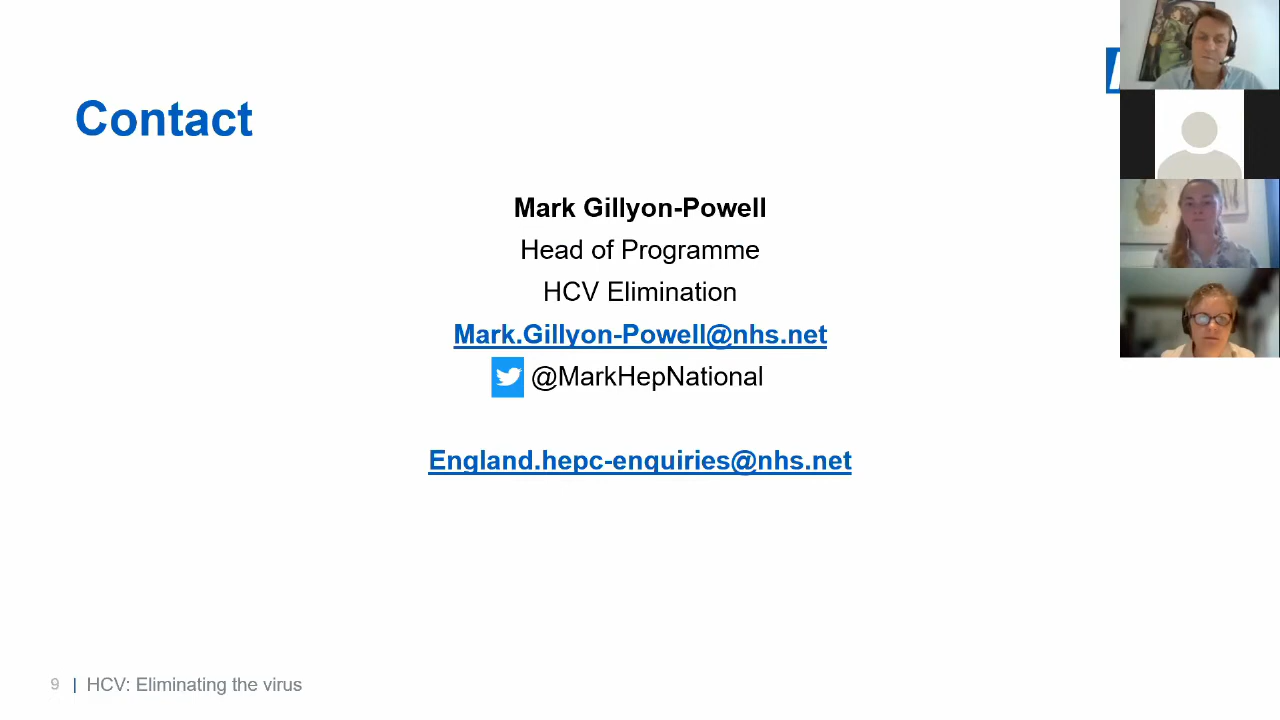 Contact
Mark Gillyon-Powell
Head of Programme
HCV Elimination
Mark.Gillyon-Powell@nhs.net
@MarkHepNational
England.hepc-enquiries@nhs.net
9 | HCV: Eliminating the virus